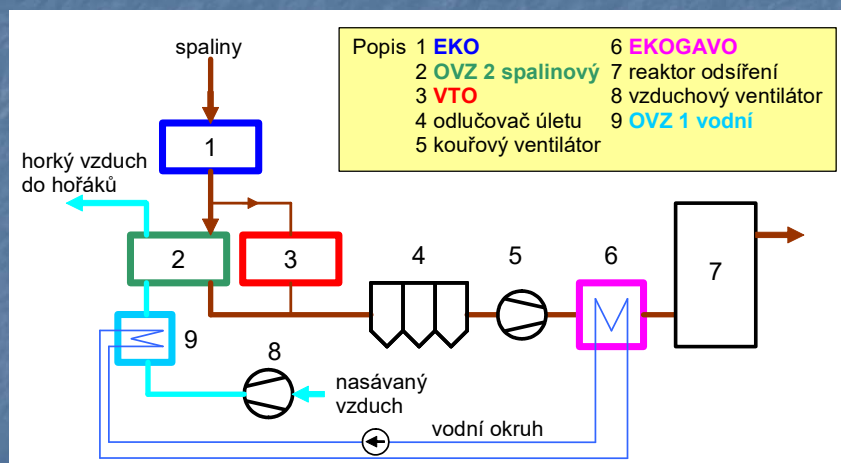 spaliny
Popis 1 EKO 6 EKOGAVO
2 OVZ 2 spalinový 7 reaktor odsíření
3 VTO 8 vzduchový ventilátor
4 odlučovač úletu 9 OVZ 1 vodní
5 kouřový ventilátor
1
horký vzduch
do hořáků
2
3
4
5
6
7
9
8
nasávaný
vzduch
vodní okruh